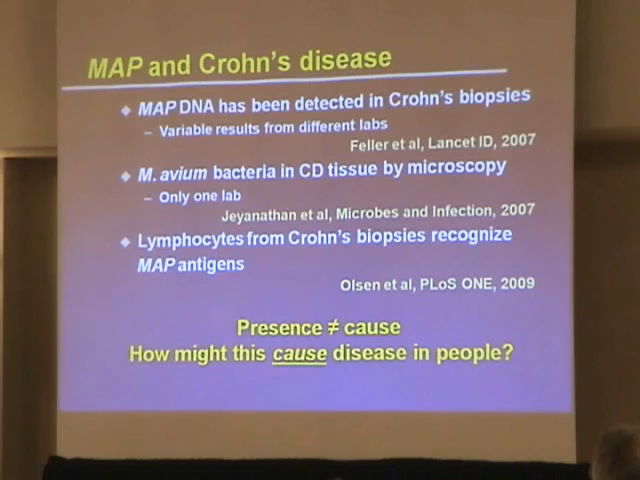 MAP and Crohn's disease
MAP DNA has been detected in Crohn's biopsies
– Variable results from different labs
Feller et al, Lancet ID, 2007
M. avium bacteria in CD tissue by microscopy
– Only one lab
Jeyanathan et al, Microbes and Infection, 2007
Lymphocytes from Crohn's biopsies recognize
MAP antigens
Olsen et al, PLoS ONE, 2009
Presence ≠ cause
How might this cause disease in people?